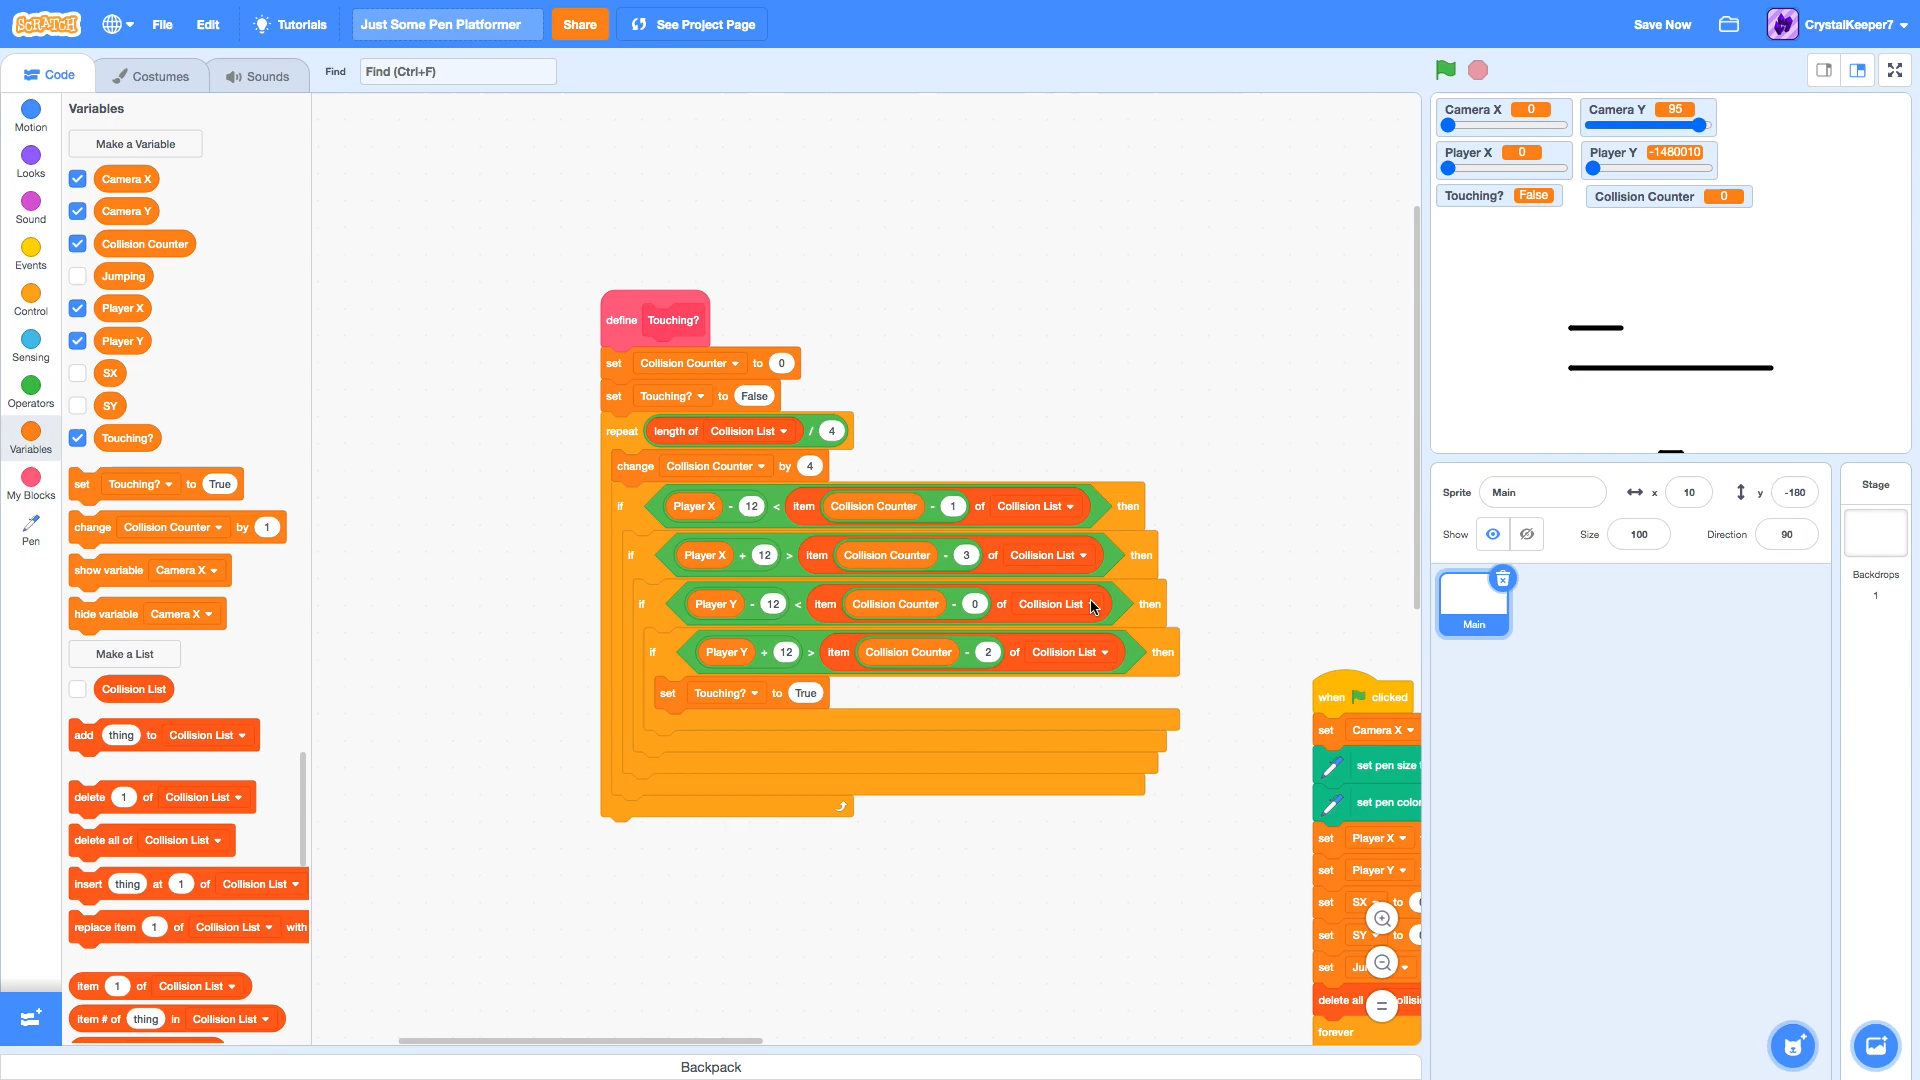 SCRATCH
File
Edit
Tutorials
Just Some Pen Platformer
Share
See Project Page
Save Now
CrystalKeeper7
Code
Costumes
Sounds
Find
Find (Ctrl+F)
Motion
Looks
Sound
Events
Control
Sensing
Operators
Variables
My Blocks
Pen
Variables
Make a Variable
Camera X
Camera Y
Collision Counter
Jumping
Player X
Player Y
SX
SY
Touching?
set Touching? to True
change Collision Counter by 1
show variable Camera X
hide variable Camera X
Make a List
Collision List
add thing to Collision List
delete 1 of Collision List
delete all of Collision List
insert thing at 1 of Collision List
replace item 1 of Collision List with
item 1 of Collision List
item # of thing in Collision List
define Touching?
set Collision Counter to 0
set Touching? to False
repeat length of Collision List / 4
change Collision Counter by 4
if Player X - 12 < item Collision Counter - 1 of Collision List then
if Player X + 12 > item Collision Counter - 3 of Collision List then
if Player Y - 12 < item Collision Counter - 0 of Collision List then
if Player Y + 12 > item Collision Counter - 2 of Collision List then
set Touching? to True
when clicked
set Camera X
set pen size
set pen color
set Player X
set Player Y
set SX to
set SY to
set
delete all
forever
Backpack
Camera X 0
Camera Y 95
Player X 0
Player Y -1480010
Touching? False
Collision Counter 0
Sprite Main x 10 y -180
Show Size 100 Direction 90
Main
Stage
Backdrops
1